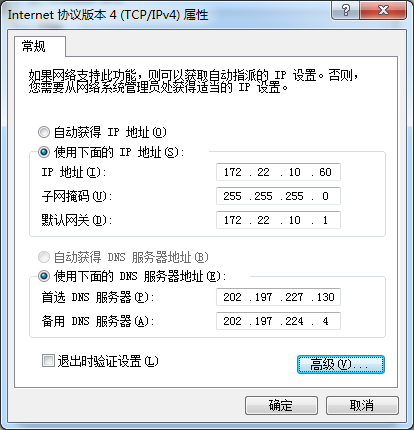 Internet 协议版本 4 (TCP/IPv4) 属性
常规
如果网络支持此功能，则可以获取自动指派的 IP 设置。否则，
您需要从网络系统管理员处获得适当的 IP 设置。
自动获得 IP 地址(O)
使用下面的 IP 地址(S):
IP 地址(I): 172 . 22 . 10 . 60
子网掩码(U): 255 . 255 . 255 . 0
默认网关(D): 172 . 22 . 10 . 1
自动获得 DNS 服务器地址(B)
使用下面的 DNS 服务器地址(E):
首选 DNS 服务器(P): 202 . 197 . 227 . 130
备用 DNS 服务器(A): 202 . 197 . 224 . 4
退出时验证设置(L)
高级(V)...
确定 取消